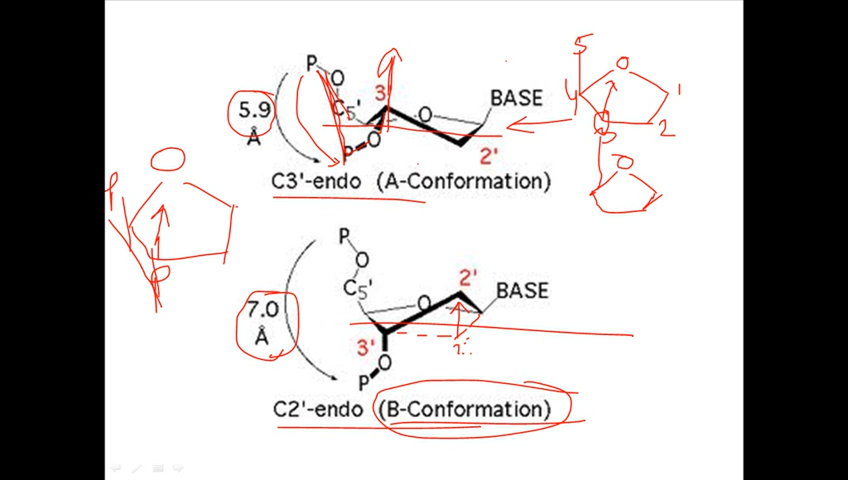 P
O
C5'
3'
O
BASE
5.9
Å
P
O
2'
C3'-endo (A-Conformation)
5
O
4
1
3
2
O
O
P
P
O
C5'
2'
O
BASE
7.0
Å
3'
O
P
C2'-endo (B-Conformation)